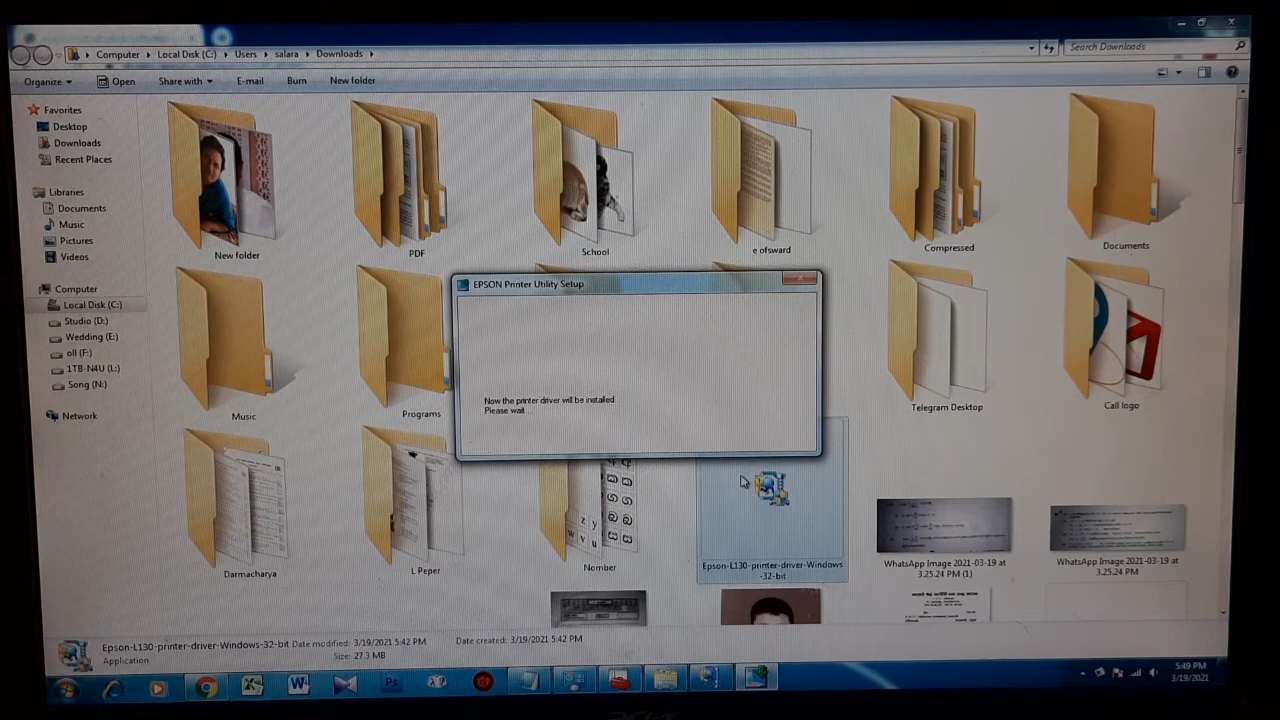 Computer Local Disk (C:) Users salara Downloads
Search Downloads
Organize Open Share with E-mail Burn New folder
Favorites
Desktop
Downloads
Recent Places
Libraries
Documents
Music
Pictures
Videos
Computer
Local Disk (C:)
Studio (D:)
Wedding (E:)
oll (F:)
1TB-N4U (L:)
Song (N:)
Network
New folder
PDF
School
e ofsward
Compressed
Documents
EPSON Printer Utility Setup
Now the printer driver will be installed.
Please wait...
Music
Programs
Telegram Desktop
Call logo
z y
w v u
Darmacharya
L Peper
Nomber
Epson-L130-printer-driver-Windows
-32-bit
WhatsApp Image 2021-03-19 at
3.25.24 PM (1)
WhatsApp Image 2021-03-19 at
3.25.24 PM
Epson-L130-printer-driver-Windows-32-bit Date modified: 3/19/2021 5:42 PM
Date created: 3/19/2021 5:42 PM
Application
Size: 27.3 MB
W
Ps
5:49 PM
3/19/2021